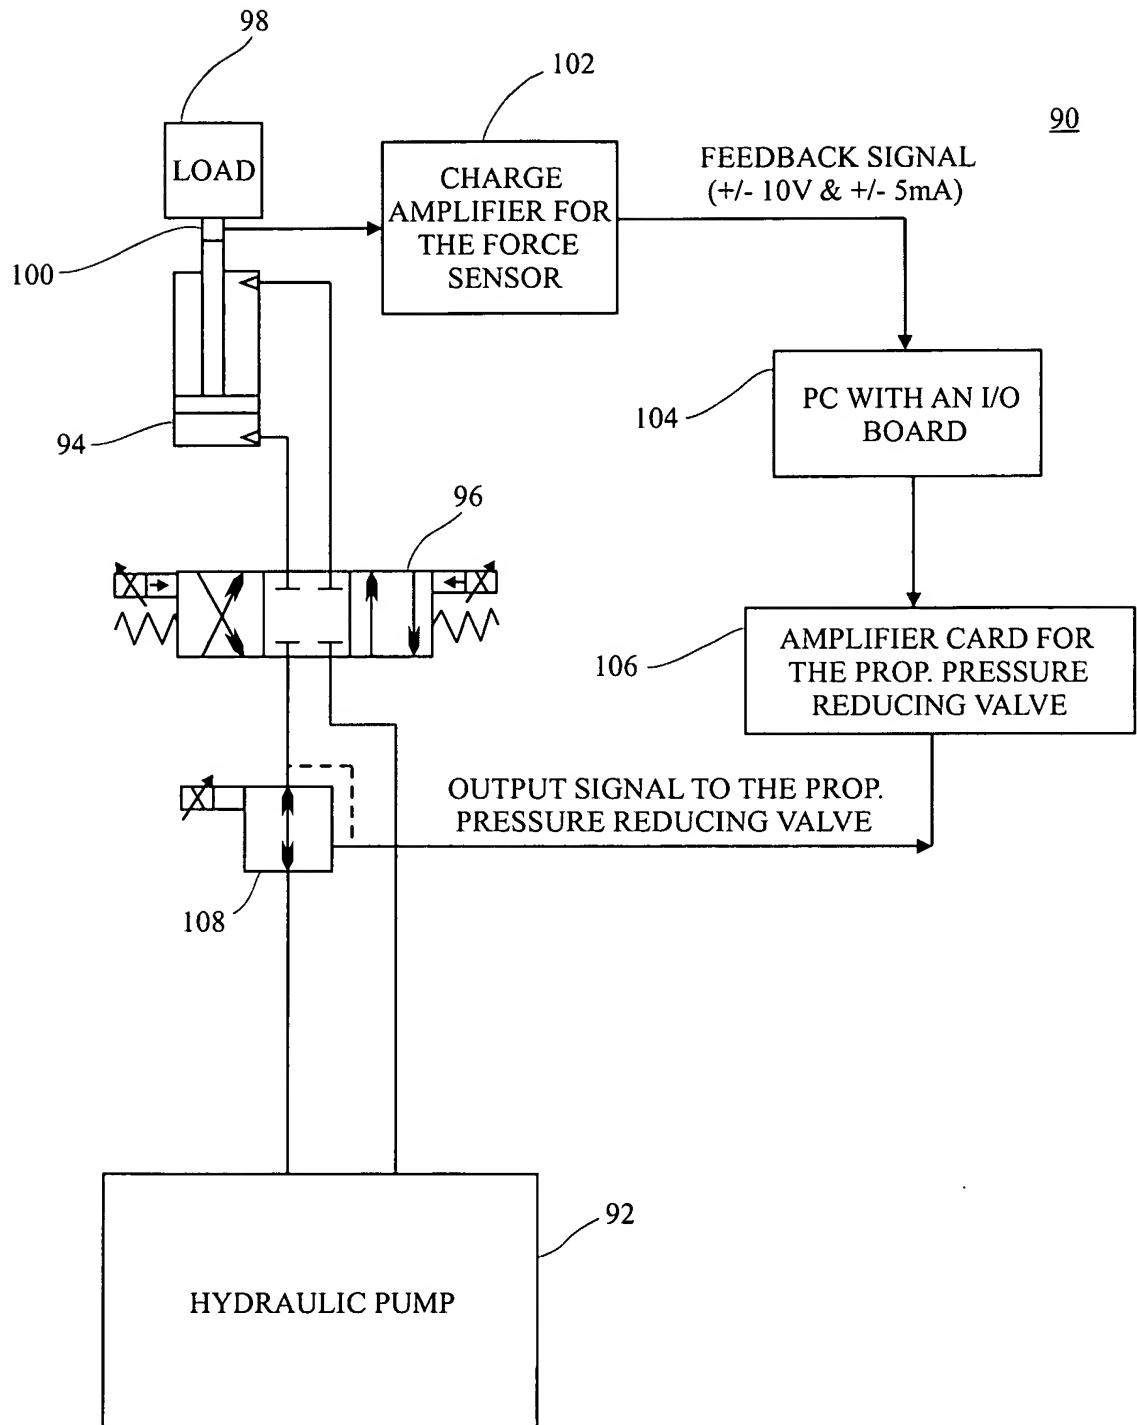 98
102
90
LOAD
CHARGE
AMPLIFIER FOR
THE FORCE
SENSOR
FEEDBACK SIGNAL
(+/- 10V & +/- 5mA)
100
PC WITH AN I/O
BOARD
104
94
96
AMPLIFIER CARD FOR
THE PROP. PRESSURE
REDUCING VALVE
106
OUTPUT SIGNAL TO THE PROP.
PRESSURE REDUCING VALVE
108
92
HYDRAULIC PUMP